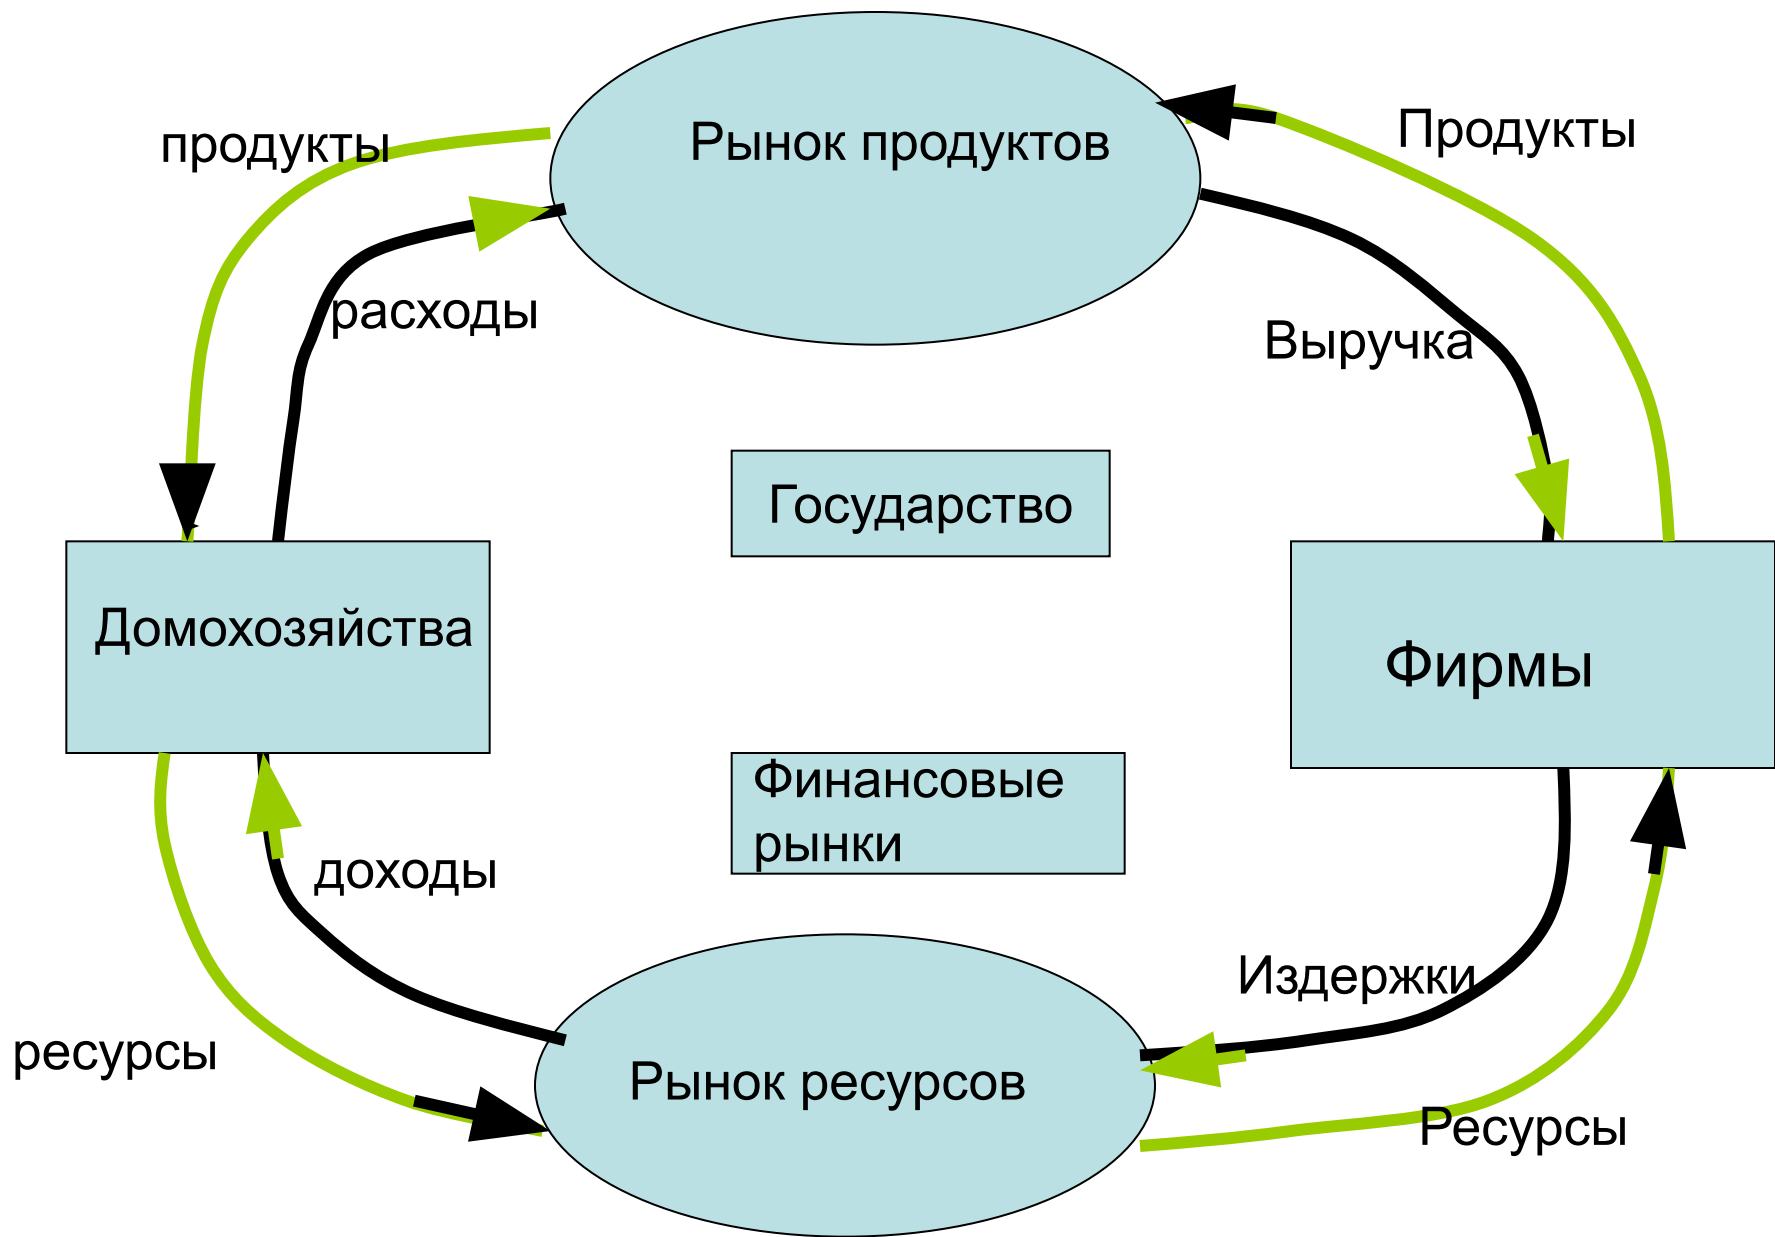 Рынок продуктов
продукты
Продукты
расходы
Выручка
Государство
Домохозяйства
Фирмы
Финансовые
рынки
доходы
Издержки
ресурсы
Рынок ресурсов
Ресурсы